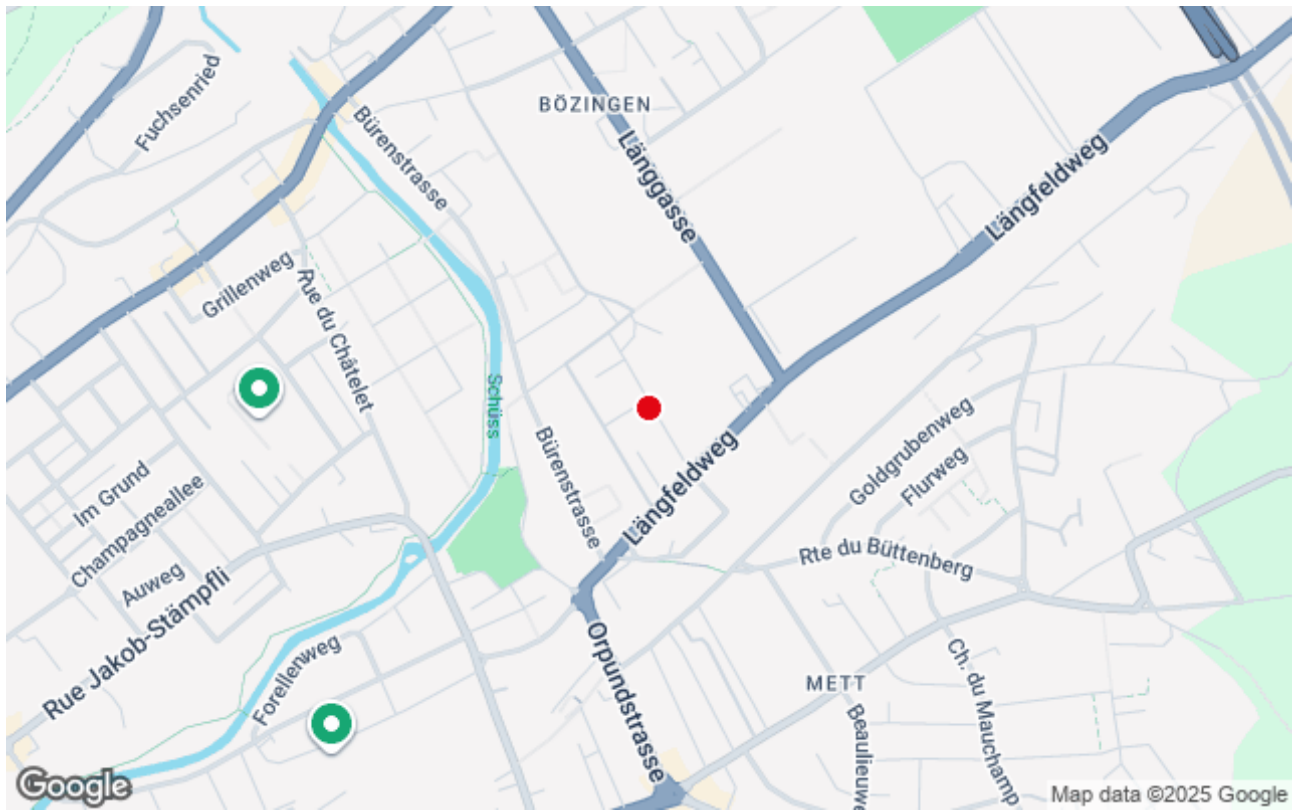 Fuchsenried
Bürenstrasse
BÖZINGEN
Länggasse
Längfeldweg
Grillenweg
Rue du Châtelet
Schüss
Bürenstrasse
Längfeldweg
Goldgrubenweg
Flurweg
Im Grund
Champagneallee
Auweg
Rte du Büttenberg
Rue Jakob-Stämpfli
Forellenweg
Orpundstrasse
METT
Ch. du Mauchamp
Beaulieuwe
Google
Map data ©2025 Google